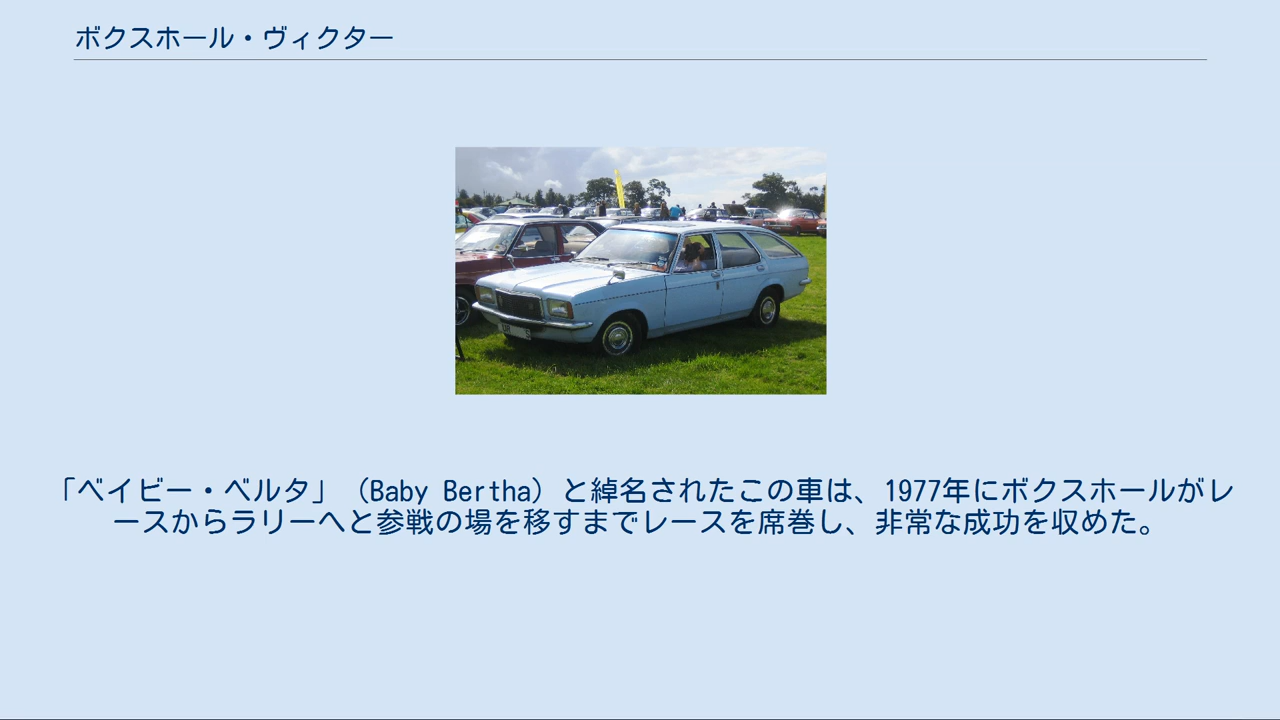 ボクスホール・ヴィクター
「ベイビー・ベルタ」（Baby Bertha）と綽名されたこの車は、1977年にボクスホールがレ
ースからラリーへと参戦の場を移すまでレースを席巻し、非常な成功を収めた。